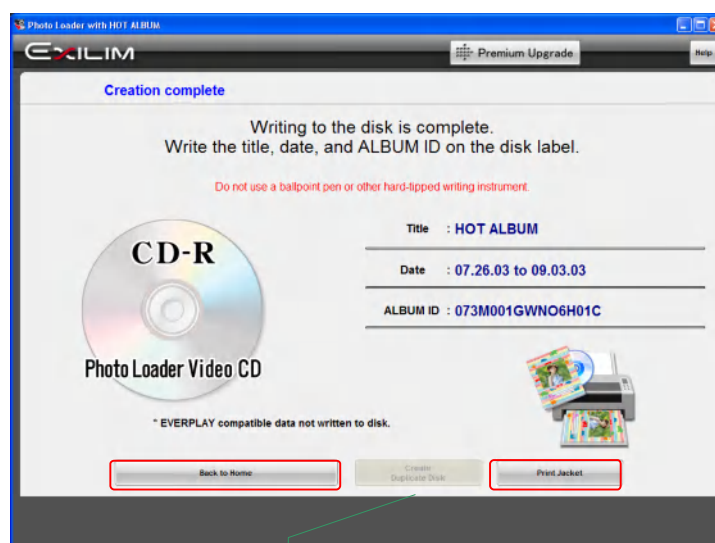 Photo Loader with HOT ALBUM
EXILIM
Premium Upgrade
Help
Creation complete
Writing to the disk is complete.
Write the title, date, and ALBUM ID on the disk label.
Do not use a ballpoint pen or other hard-tipped writing instrument.
CD-R
Photo Loader Video CD
Title : HOT ALBUM
Date : 07.26.03 to 09.03.03
ALBUM ID : 073M001GWNO6H01C
* EVERPLAY compatible data not written to disk.
Back to Home
Create
Duplicate Disk
Print Jacket